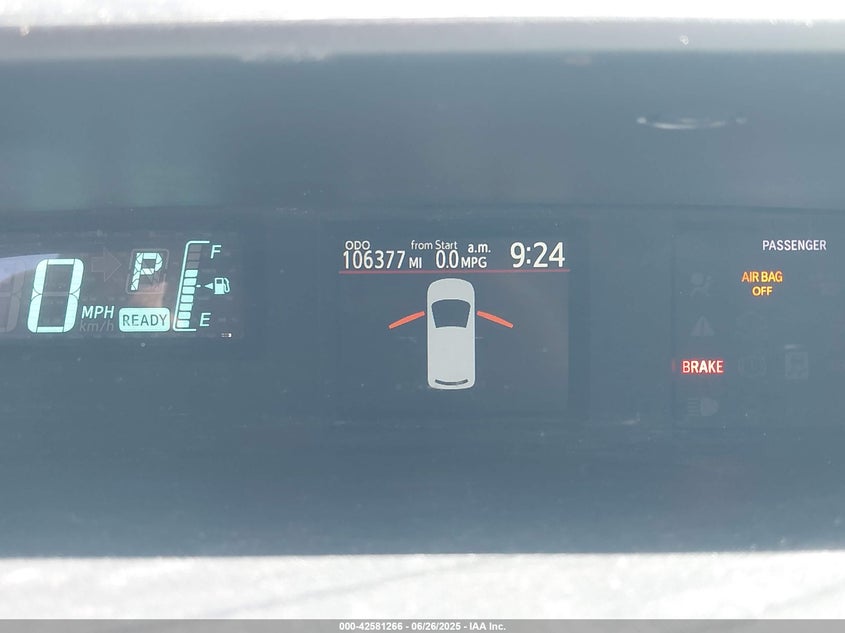 0 MPH
km/h
P
READY
F
E
ODO from Start a.m.
106377 MI 0.0 MPG 9:24
PASSENGER
AIR BAG
OFF
BRAKE
000-42581266 - 06/26/2025 - IAA Inc.